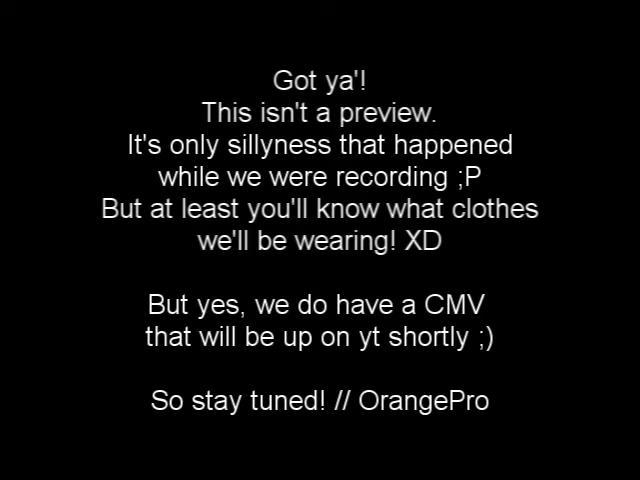 Got ya'!
This isn't a preview.
It's only sillyness that happened
while we were recording ;P
But at least you'll know what clothes
we'll be wearing! XD
But yes, we do have a CMV
that will be up on yt shortly ;)
So stay tuned! // OrangePro